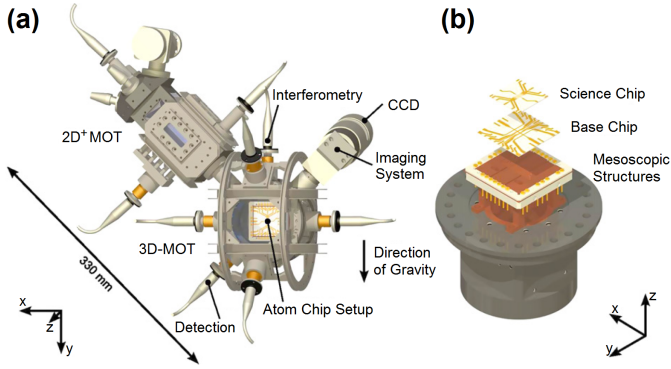 (a)
(b)
Interferometry
CCD
2D⁺MOT
Imaging
System
Science Chip
Base Chip
Mesoscopic
Structures
3D-MOT
330 mm
Direction
of Gravity
Atom Chip Setup
Detection
x
z
y
z
x
y